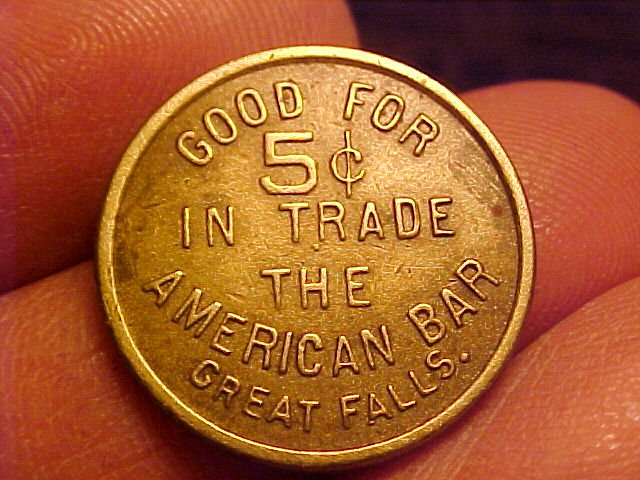 GOOD FOR
5¢
IN TRADE
THE
AMERICAN BAR
GREAT FALLS.